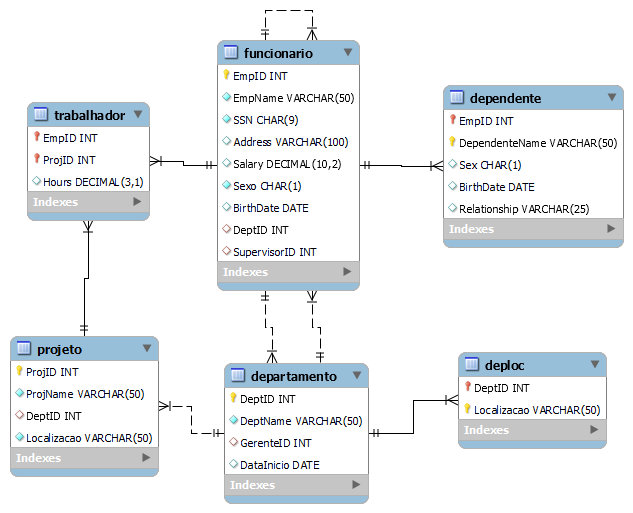 funcionario
EmpID INT
EmpName VARCHAR(50)
SSN CHAR(9)
Address VARCHAR(100)
Salary DECIMAL(10,2)
Sexo CHAR(1)
BirthDate DATE
DeptID INT
SupervisorID INT
Indexes
trabalhador
EmpID INT
ProjID INT
Hours DECIMAL(3,1)
Indexes
dependente
EmpID INT
DependenteName VARCHAR(50)
Sex CHAR(1)
BirthDate DATE
Relationship VARCHAR(25)
Indexes
projeto
ProjID INT
ProjName VARCHAR(50)
DeptID INT
Localizacao VARCHAR(50)
Indexes
departamento
DeptID INT
DeptName VARCHAR(50)
GerenteID INT
DataInicio DATE
Indexes
deploc
DeptID INT
Localizacao VARCHAR(50)
Indexes